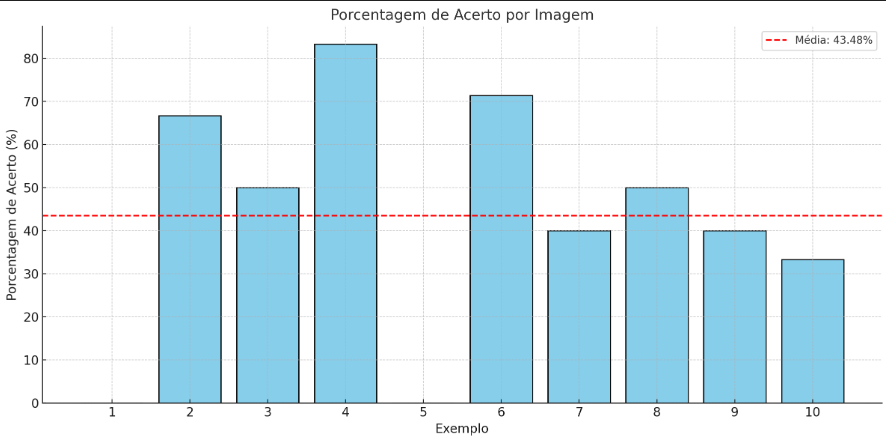 Porcentagem de Acerto por Imagem
Média: 43.48%
Porcentagem de Acerto (%)
80
70
60
50
40
30
20
10
0
1 2 3 4 5 6 7 8 9 10
Exemplo